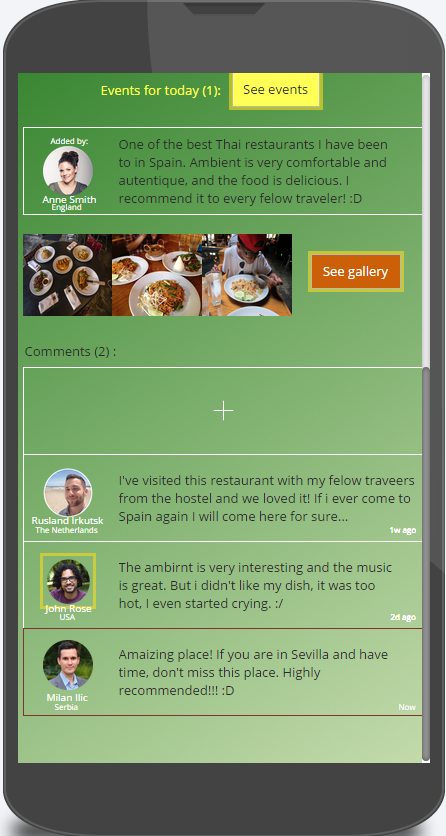 Events for today (1): See events
Added by:
Anne Smith
England
One of the best Thai restaurants I have been
to in Spain. Ambient is very comfortable and
autentique, and the food is delicious. I
recommend it to every felow traveler! :D
See gallery
Comments (2) :
Rusland Irkutsk
The Netherlands
I've visited this restaurant with my felow traveers
from the hostel and we loved it! If i ever come to
Spain again I will come here for sure...
1w ago
John Rose
USA
The ambirnt is very interesting and the music
is great. But i didn't like my dish, it was too
hot, I even started crying. :/
2d ago
Milan Ilic
Serbia
Amaizing place! If you are in Sevilla and have
time, don't miss this place. Highly
recommended!!! :D
Now